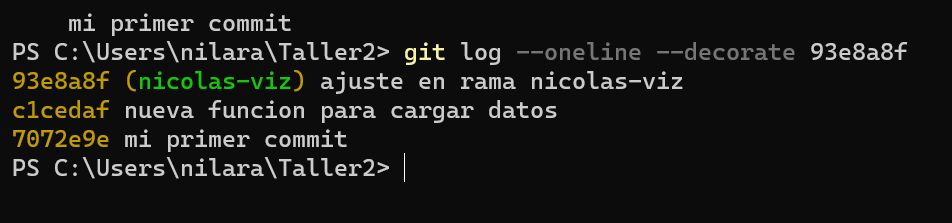 mi primer commit
PS C:\Users\nilara\Taller2> git log --oneline --decorate 93e8a8f
93e8a8f (nicolas-viz) ajuste en rama nicolas-viz
c1cedaf nueva funcion para cargar datos
7072e9e mi primer commit
PS C:\Users\nilara\Taller2>